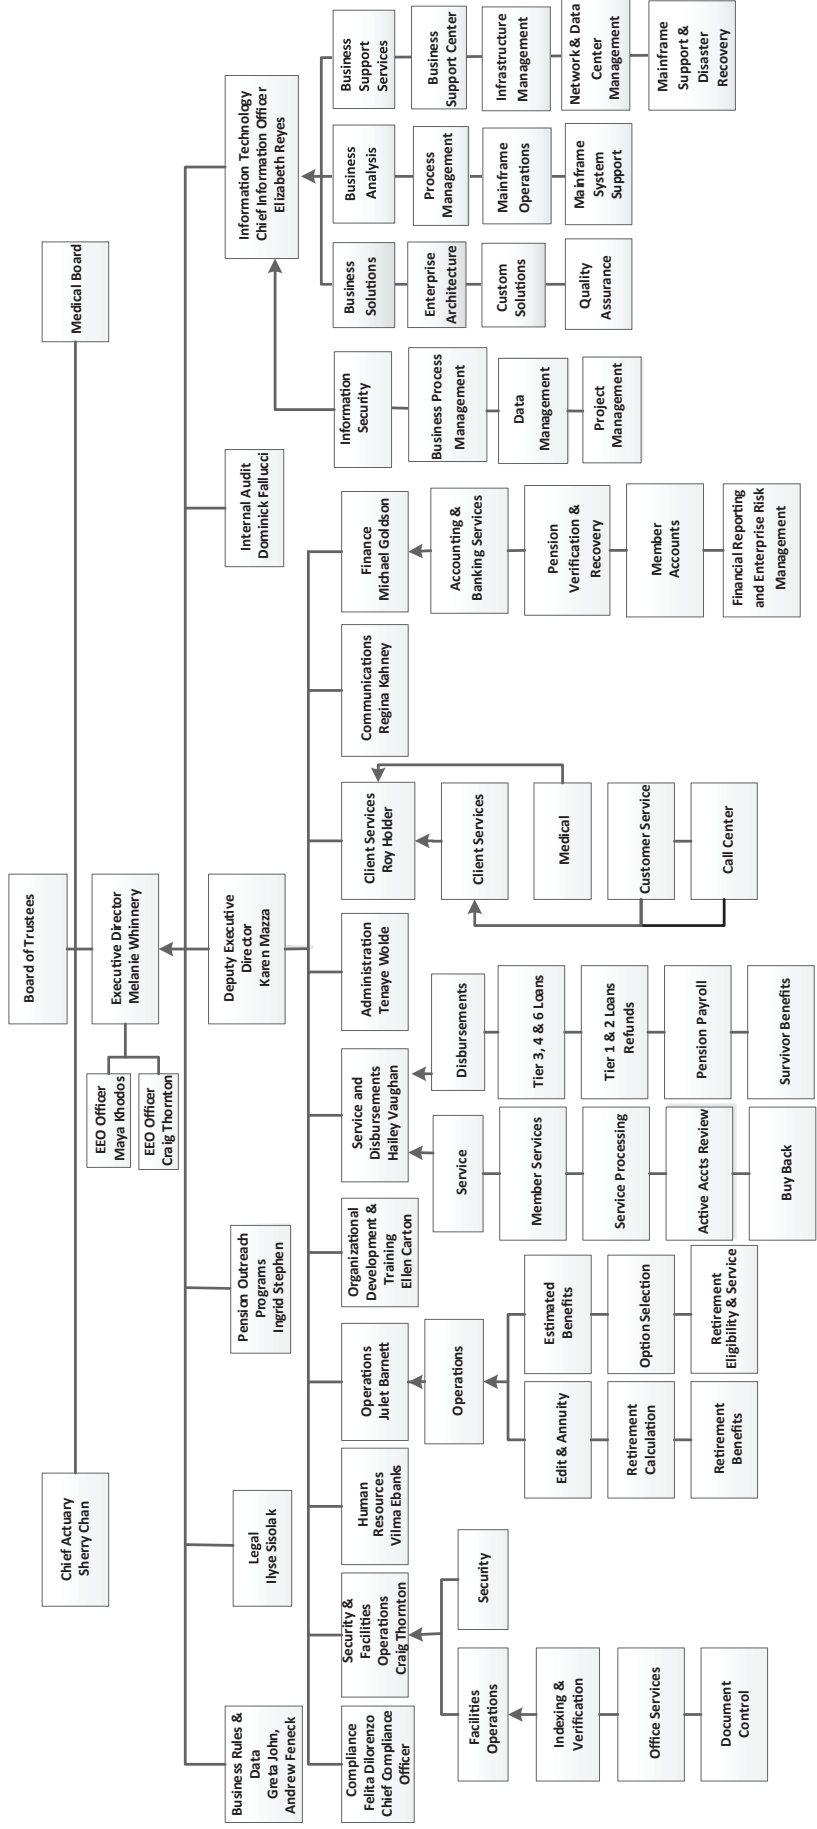 Board of Trustees
Chief Actuary
Sherry Chan
Medical Board
Executive Director
Melanie Whinnery
EEO Officer
Maya Khodos
EEO Officer
Craig Thornton
Business Rules &
Data
Greta John,
Andrew Feneck
Legal
Ilyse Sisolak
Pension Outreach
Programs
Ingrid Stephen
Deputy Executive
Director
Karen Mazza
Internal Audit
Dominick Fallucci
Information Technology
Chief Information Officer
Elizabeth Reyes
Compliance
Felita Dilorenzo
Chief Compliance
Officer
Security &
Facilities
Operations
Craig Thornton
Human
Resources
Vilma Ebanks
Operations
Julet Barnett
Organizational
Development &
Training
Ellen Carton
Service and
Disbursements
Hailey Vaughan
Administration
Tenaye Wolde
Client Services
Roy Holder
Communications
Regina Kahney
Finance
Michael Goldson
Facilities
Operations
Indexing &
Verification
Office Services
Document
Control
Security
Operations
Edit & Annuity
Retirement
Calculation
Retirement
Benefits
Estimated
Benefits
Option Selection
Retirement
Eligibility & Service
Service
Member Services
Service Processing
Active Accts Review
Buy Back
Disbursements
Tier 3, 4 & 6 Loans
Tier 1 & 2 Loans
Refunds
Pension Payroll
Survivor Benefits
Client Services
Medical
Customer Service
Call Center
Accounting &
Banking Services
Pension
Verification &
Recovery
Member
Accounts
Financial Reporting
and Enterprise Risk
Management
Information
Security
Business Process
Management
Data
Management
Project
Management
Business
Solutions
Enterprise
Architecture
Custom
Solutions
Quality
Assurance
Business
Analysis
Process
Management
Mainframe
Operations
Mainframe
System
Support
Business
Support
Services
Business
Support Center
Infrastructure
Management
Network & Data
Center
Management
Mainframe
Support &
Disaster
Recovery